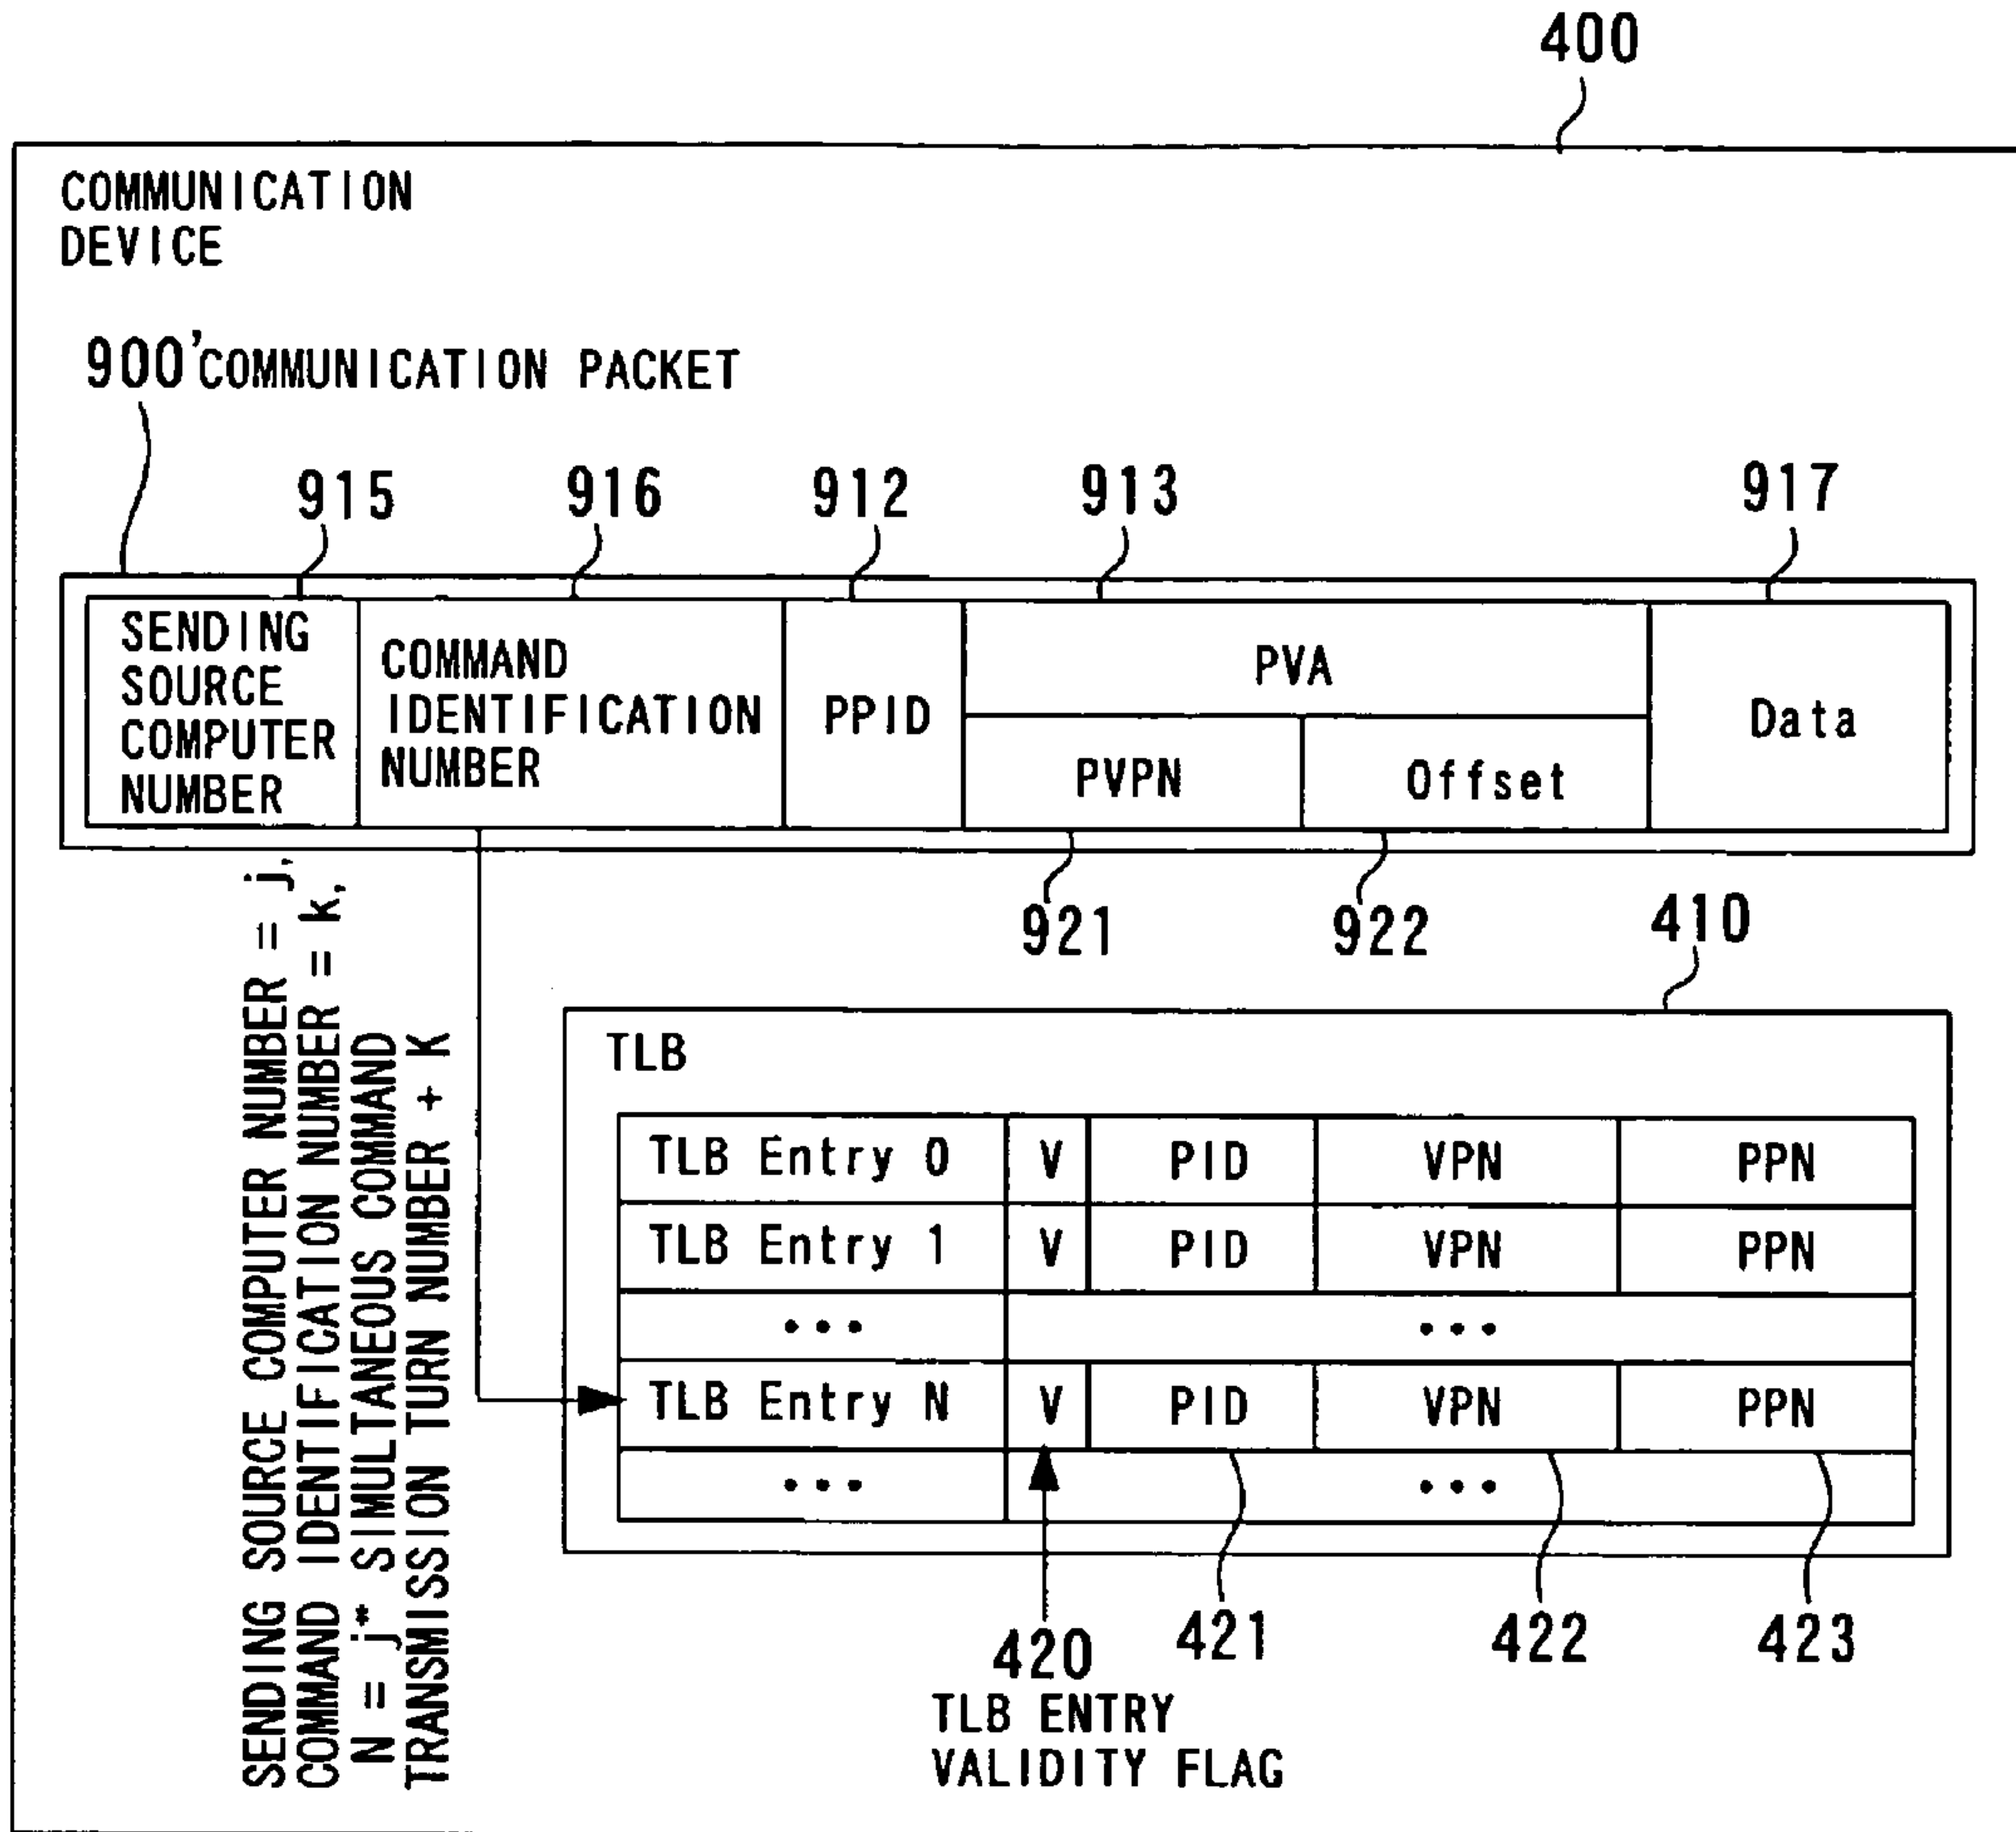 400
COMMUNICATION
DEVICE
900' COMMUNICATION PACKET
915 916 912 913 917
SENDING
SOURCE
COMPUTER
NUMBER
COMMAND
IDENTIFICATION
NUMBER
PPID
PVA
PVPN Offset
Data
921 922 410
SENDING SOURCE COMPUTER NUMBER = j,
COMMAND IDENTIFICATION NUMBER = k,
N = j* SIMULTANEOUS COMMAND
TRANSMISSION TURN NUMBER + K
TLB
TLB Entry 0 V PID VPN PPN
TLB Entry 1 V PID VPN PPN
••• •••
TLB Entry N V PID VPN PPN
••• •••
420 421 422 423
TLB ENTRY
VALIDITY FLAG